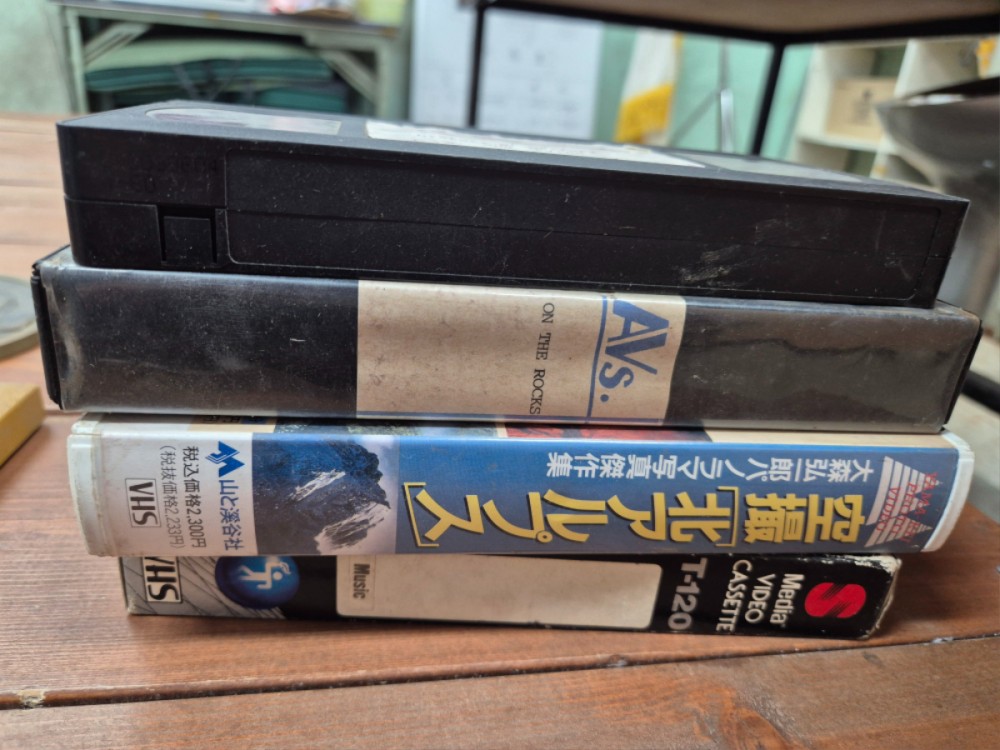 AVs.
ON THE ROCKS
大森弘一郎パノラマ写真傑作集
空撮[北アルプス]
山と溪谷社
税込価格2,300円
(税抜価格2,233円)
VHS
Media
VIDEO
CASSETTE
T-120
Music
VHS